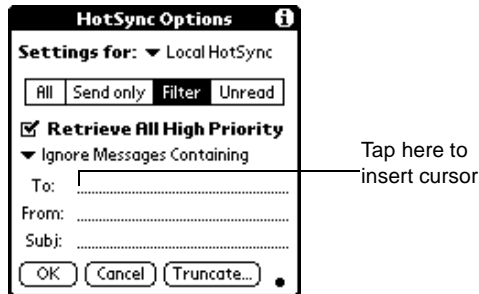 HotSync Options
Settings for: Local HotSync
All Send only Filter Unread
Retrieve All High Priority
Ignore Messages Containing
To:
From:
Subj:
OK Cancel Truncate...
Tap here to
insert cursor